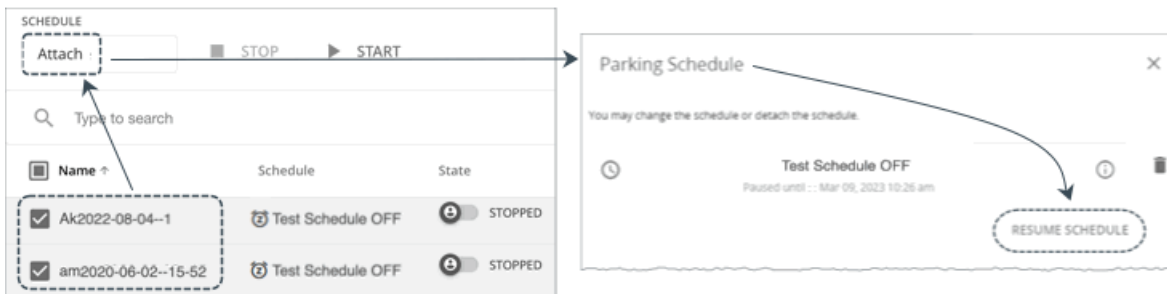 SCHEDULE
Attach
STOP
START
Type to search
Name ↑ Schedule State
Ak2022-08-04--1 Test Schedule OFF STOPPED
am2020-06-02--15-52 Test Schedule OFF STOPPED
Parking Schedule
You may change the schedule or detach the schedule.
Test Schedule OFF
Paused until : : Mar 09, 2023 10:26 am
RESUME SCHEDULE